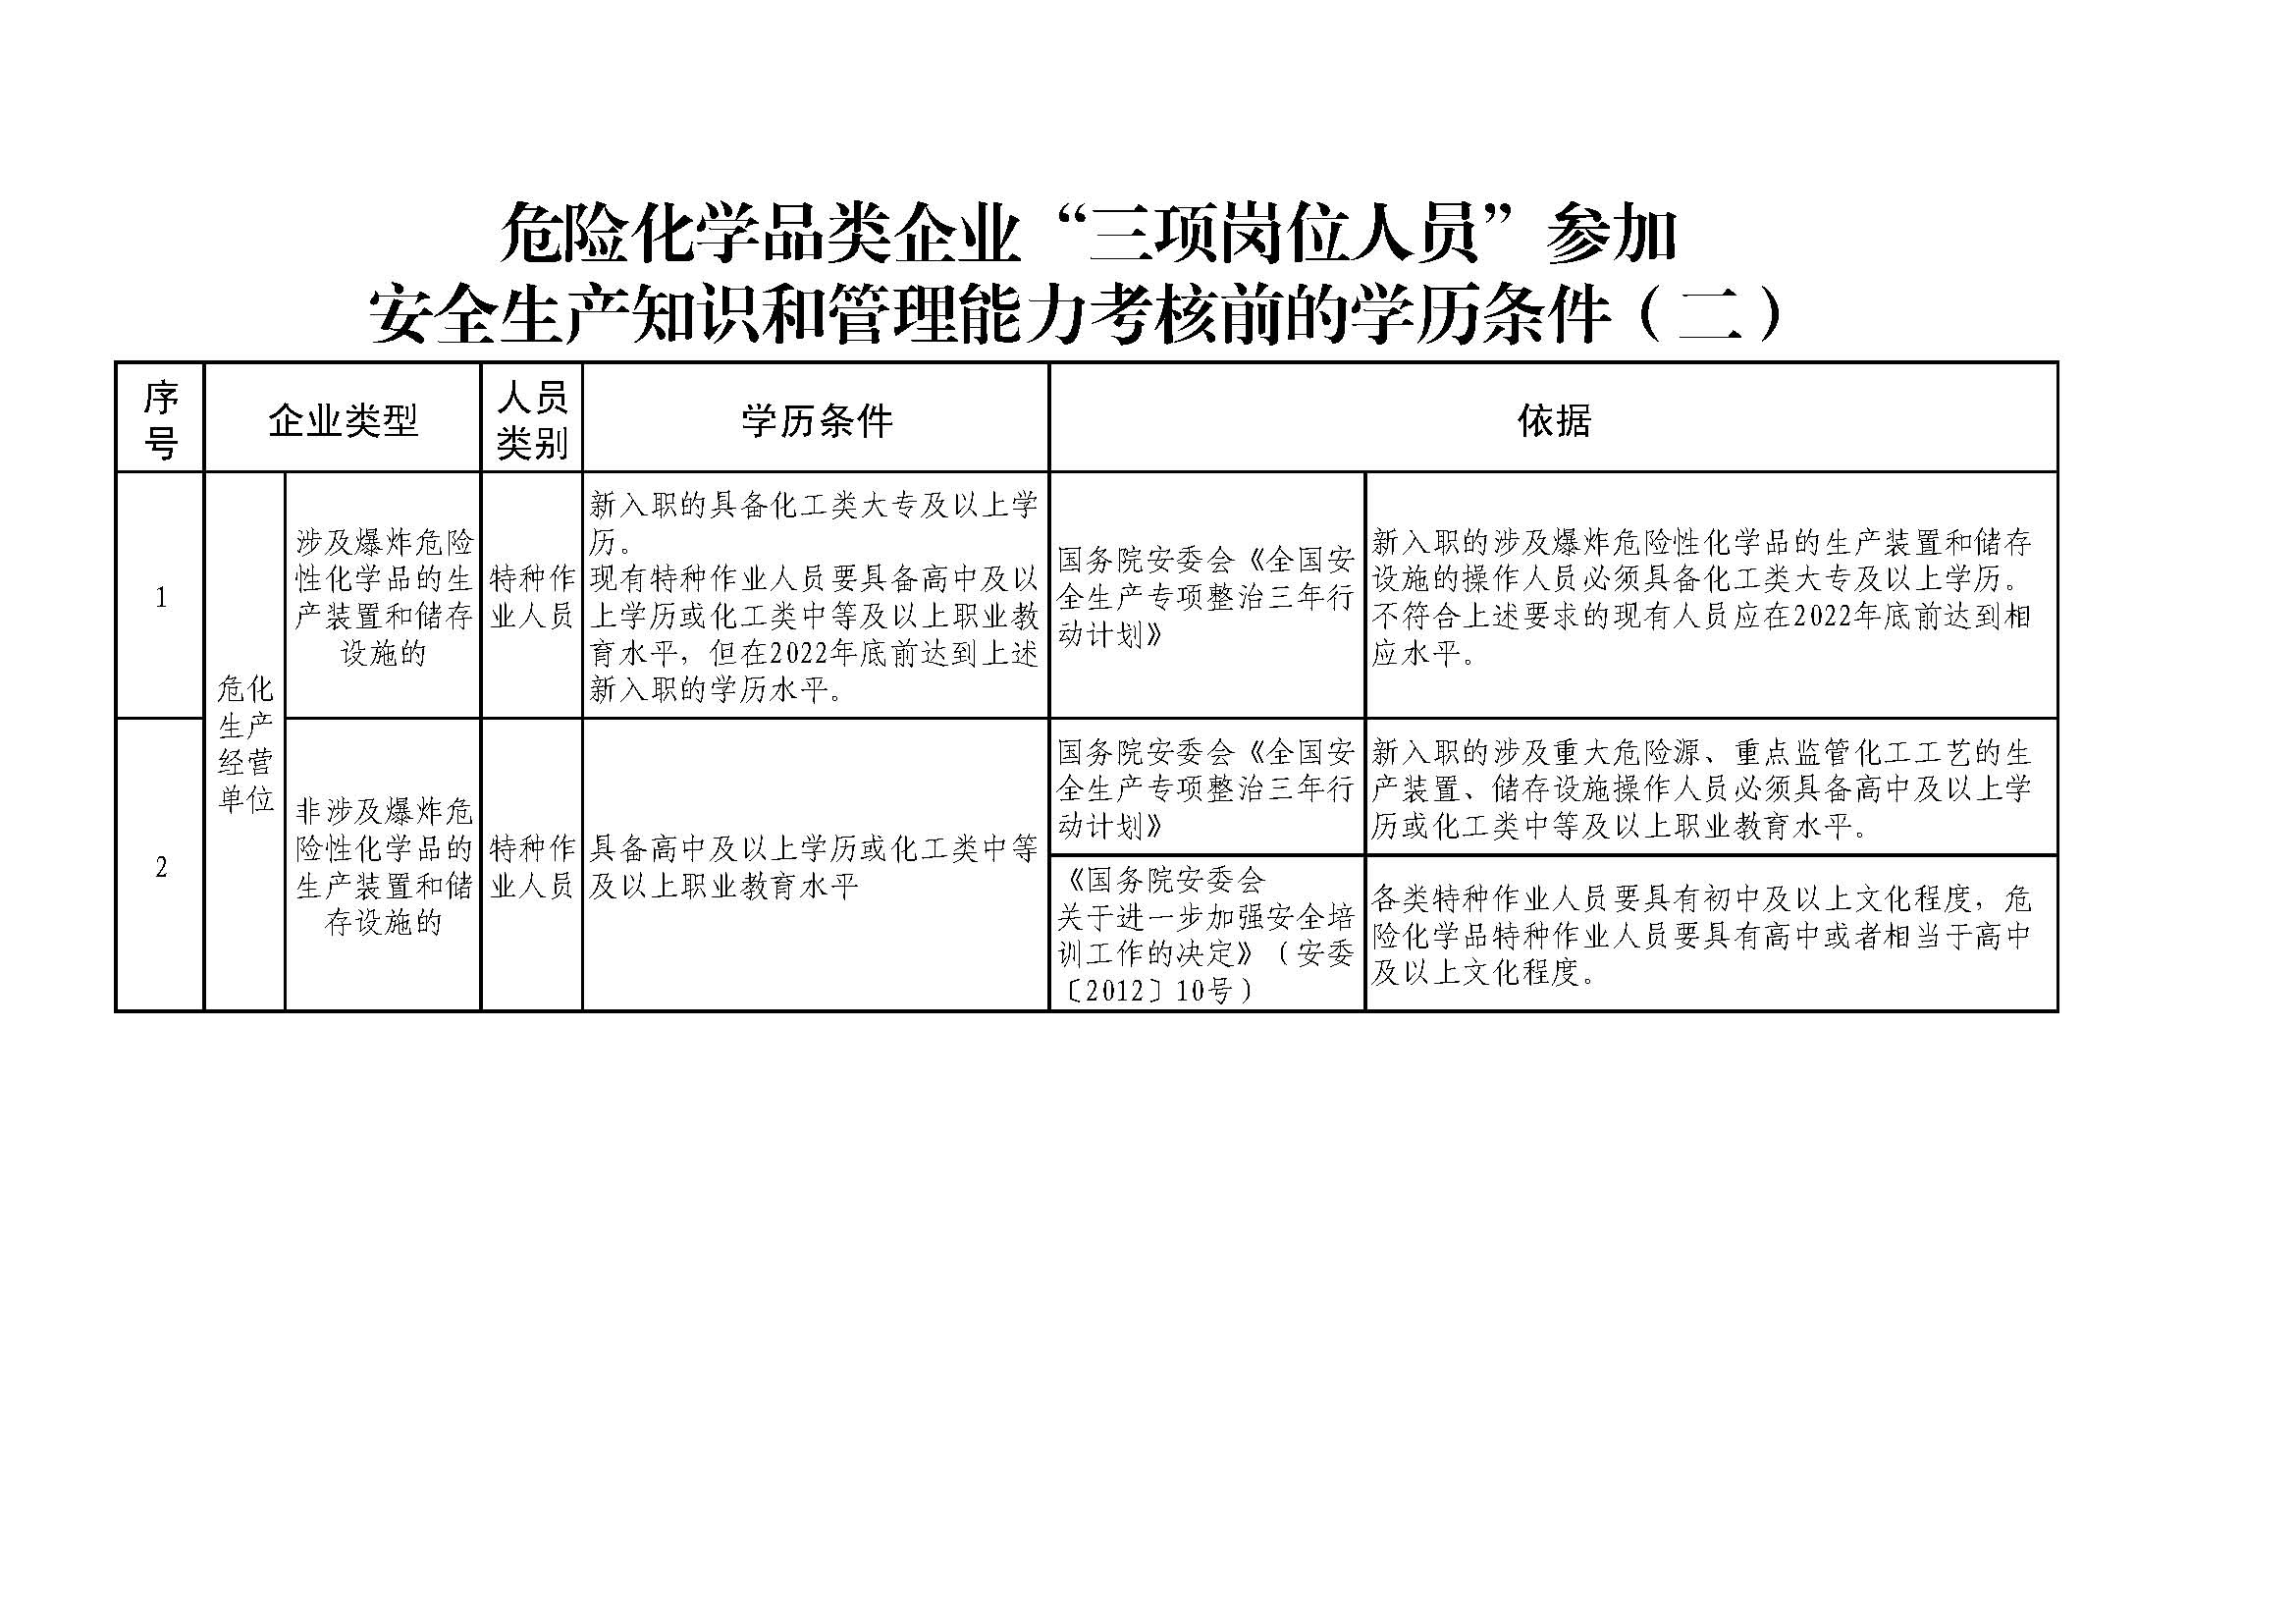 危险化学品类企业“三项岗位人员”参加
安全生产知识和管理能力考核前的学历条件（二）
序
号
企业类型
人员
类别
学历条件
依据
1
危化
生产
经营
单位
涉及爆炸危险
性化学品的生
产装置和储存
设施的
特种作
业人员
新入职的具备化工类大专及以上学
历。
现有特种作业人员要具备高中及以
上学历或化工类中等及以上职业教
育水平，但在2022年底前达到上述
新入职的学历水平。
国务院安委会《全国安
全生产专项整治三年行
动计划》
新入职的涉及爆炸危险性化学品的生产装置和储存
设施的操作人员必须具备化工类大专及以上学历。
不符合上述要求的现有人员应在2022年底前达到相
应水平。
2
非涉及爆炸危
险性化学品的
生产装置和储
存设施的
特种作
业人员
具备高中及以上学历或化工类中等
及以上职业教育水平
国务院安委会《全国安
全生产专项整治三年行
动计划》
新入职的涉及重大危险源、重点监管化工工艺的生
产装置、储存设施操作人员必须具备高中及以上学
历或化工类中等及以上职业教育水平。
《国务院安委会
关于进一步加强安全培
训工作的决定》（安委
〔2012〕10号）
各类特种作业人员要具有初中及以上文化程度，危
险化学品特种作业人员要具有高中或者相当于高中
及以上文化程度。